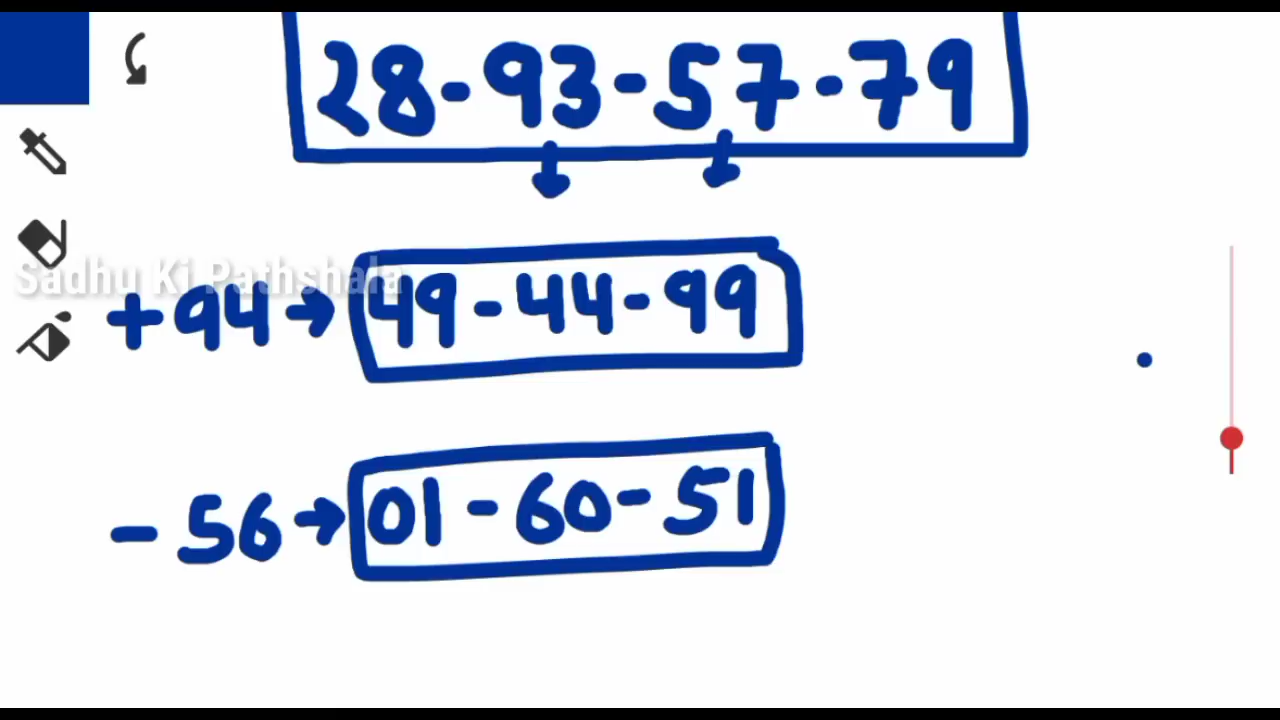 28-93-57-79
Sadhu Ki Pathshala
+94→ 49-44-99
-56→ 01-60-51